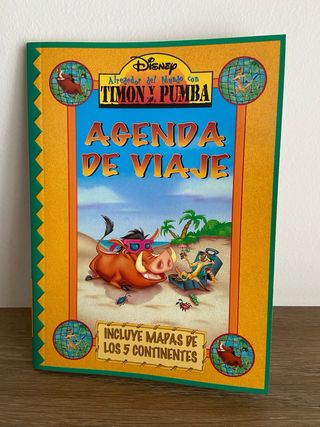 Disney
Alrededor del Mundo con
TIMON Y PUMBA
AGENDA
DE VIAJE
INCLUYE MAPAS DE
LOS 5 CONTINENTES